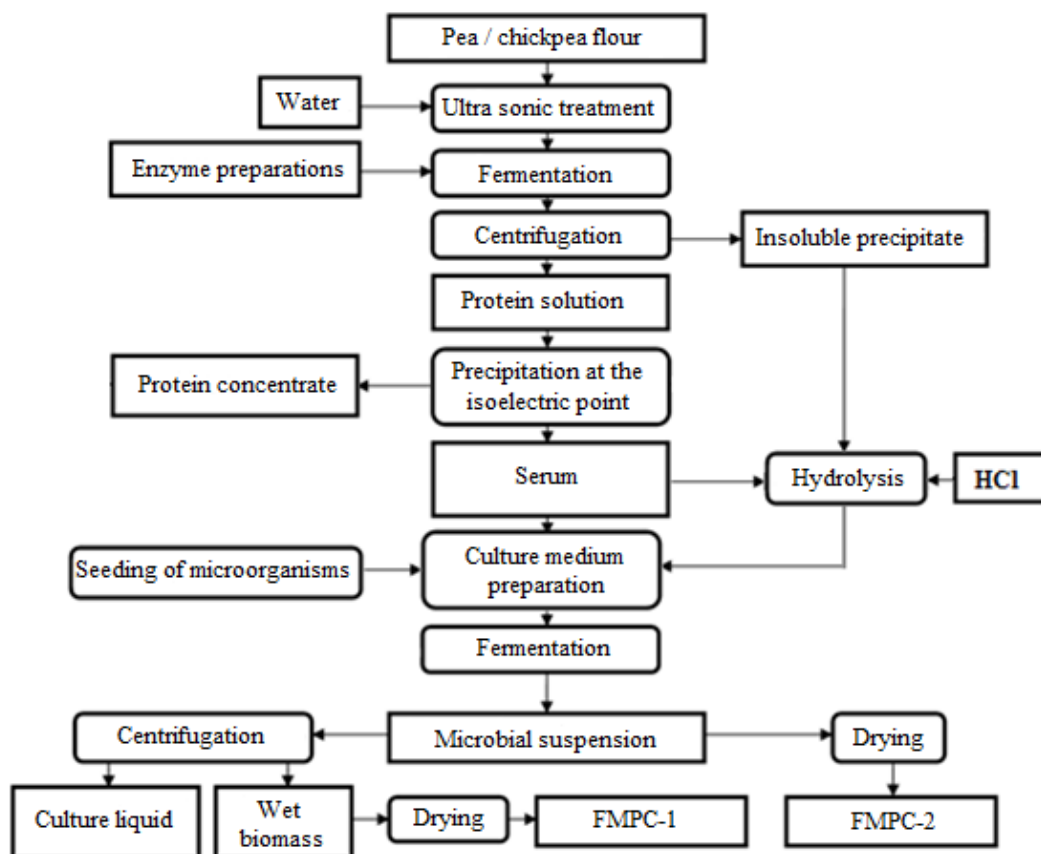 Pea / chickpea flour
Water
Ultra sonic treatment
Enzyme preparations
Fermentation
Centrifugation
Insoluble precipitate
Protein solution
Protein concentrate
Precipitation at the
isoelectric point
Serum
Hydrolysis
HCl
Seeding of microorganisms
Culture medium
preparation
Fermentation
Centrifugation
Microbial suspension
Drying
Culture liquid
Wet
biomass
Drying
FMPC-1
FMPC-2